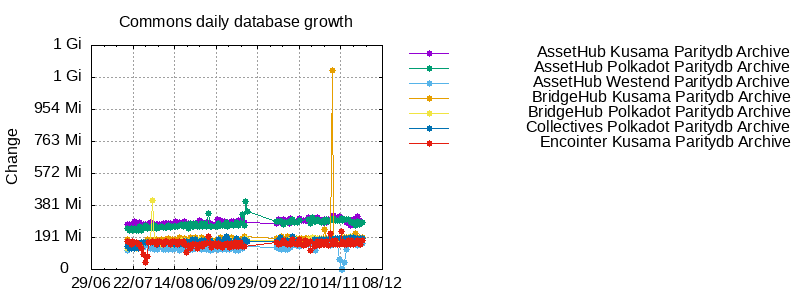 Commons daily database growth
1 Gi
1 Gi
954 Mi
763 Mi
572 Mi
381 Mi
191 Mi
0
Change
29/06 22/07 14/08 06/09 29/09 22/10 14/11 08/12
AssetHub Kusama Paritydb Archive
AssetHub Polkadot Paritydb Archive
AssetHub Westend Paritydb Archive
BridgeHub Kusama Paritydb Archive
BridgeHub Polkadot Paritydb Archive
Collectives Polkadot Paritydb Archive
Encointer Kusama Paritydb Archive